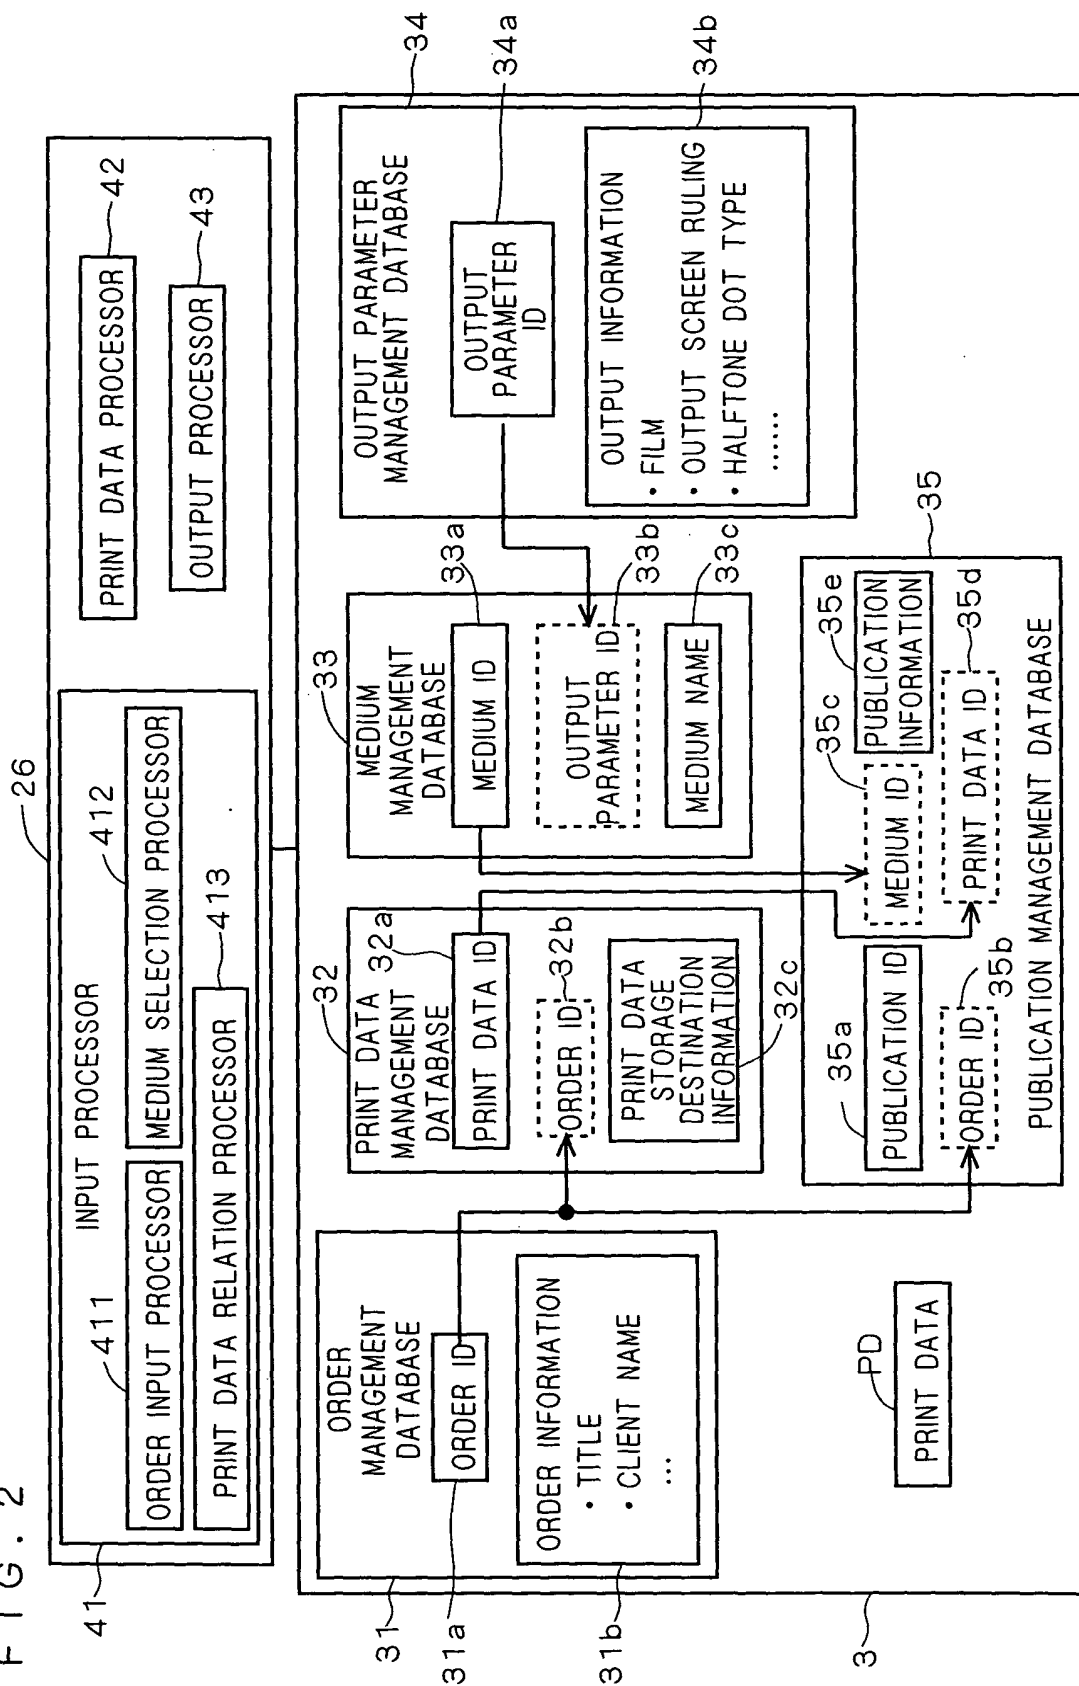 FIG. 2
26
41
INPUT PROCESSOR
411
ORDER INPUT PROCESSOR
412
MEDIUM SELECTION PROCESSOR
413
PRINT DATA RELATION PROCESSOR
PRINT DATA PROCESSOR
42
OUTPUT PROCESSOR
43
3
31
ORDER
MANAGEMENT
DATABASE
31a
ORDER ID
31b
ORDER INFORMATION
· TITLE
· CLIENT NAME
...
32
PRINT DATA
MANAGEMENT
DATABASE
32a
PRINT DATA ID
32b
ORDER ID
PRINT DATA
STORAGE
DESTINATION
INFORMATION
32c
33
MEDIUM
MANAGEMENT
DATABASE
33a
MEDIUM ID
OUTPUT
PARAMETER ID
33b
MEDIUM NAME
33c
34
OUTPUT PARAMETER
MANAGEMENT DATABASE
34a
OUTPUT
PARAMETER
ID
34b
OUTPUT INFORMATION
· FILM
· OUTPUT SCREEN RULING
· HALFTONE DOT TYPE
......
PD
PRINT DATA
35
35a
PUBLICATION ID
35b
ORDER ID
35c
MEDIUM ID
35d
PRINT DATA ID
35e
PUBLICATION
INFORMATION
PUBLICATION MANAGEMENT DATABASE